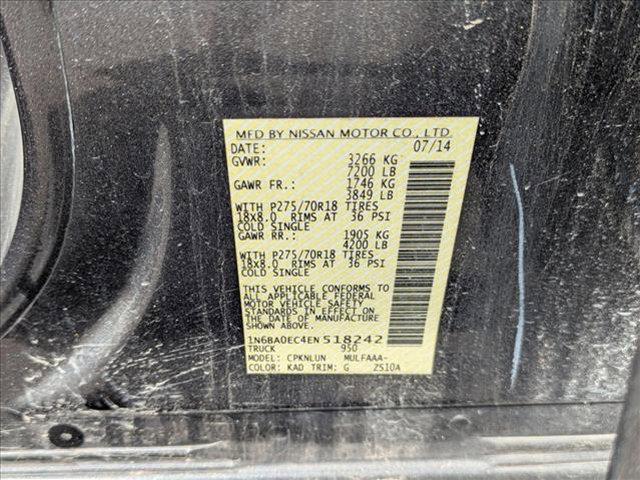 MFD BY NISSAN MOTOR CO., LTD.
DATE: 07/14
GVWR: 3266 KG
7200 LB
GAWR FR.: 1746 KG
3849 LB
WITH P275/70R18 TIRES
18x8.0 RIMS AT 36 PSI
COLD SINGLE
GAWR RR.: 1905 KG
4200 LB
WITH P275/70R18 TIRES
18x8.0 RIMS AT 36 PSI
COLD SINGLE
THIS VEHICLE CONFORMS TO
ALL APPLICABLE FEDERAL
MOTOR VEHICLE SAFETY
STANDARDS IN EFFECT ON
THE DATE OF MANUFACTURE
SHOWN ABOVE.
1N6BA0EC4EN518242
TRUCK 950
MODEL: CPKNLUN MULFAAA-
COLOR: KAD TRIM: G ZS10A